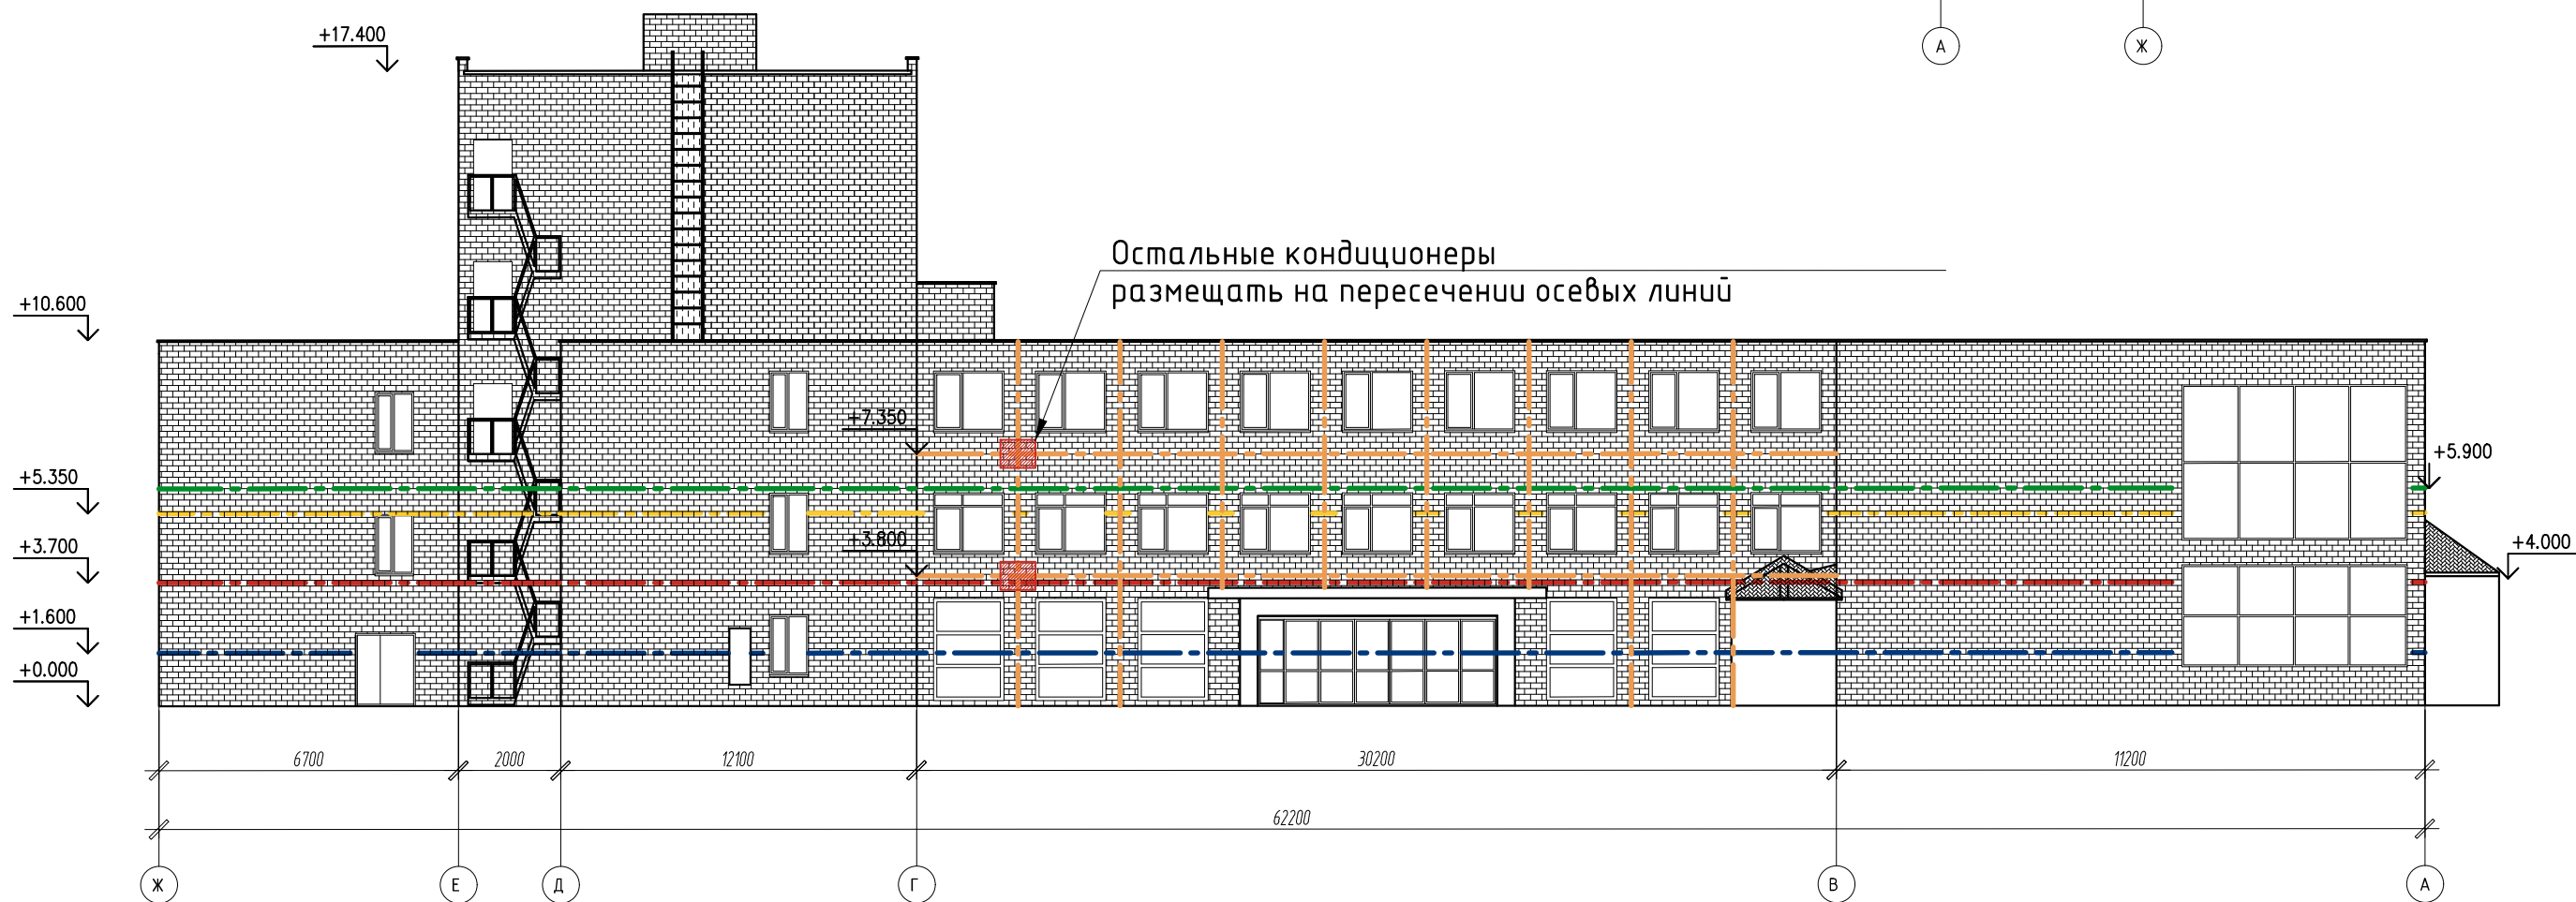 +17.400
А
Ж
Остальные кондиционеры
размещать на пересечении осевых линий
+10.600
+7.350
+5.900
+5.350
+3.800
+3.700
+4.000
+1.600
+0.000
6700
2000
12100
30200
11200
62200
Ж
Е
Д
Г
В
А